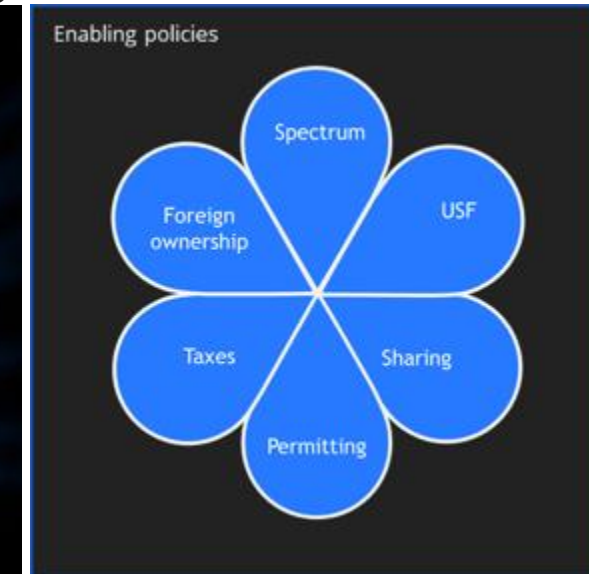 Enabling policies
Spectrum
USF
Foreign
ownership
Taxes
Sharing
Permitting